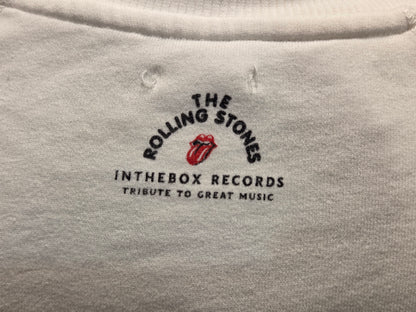 THE
ROLLING STONES
INTHEBOX RECORDS
TRIBUTE TO GREAT MUSIC